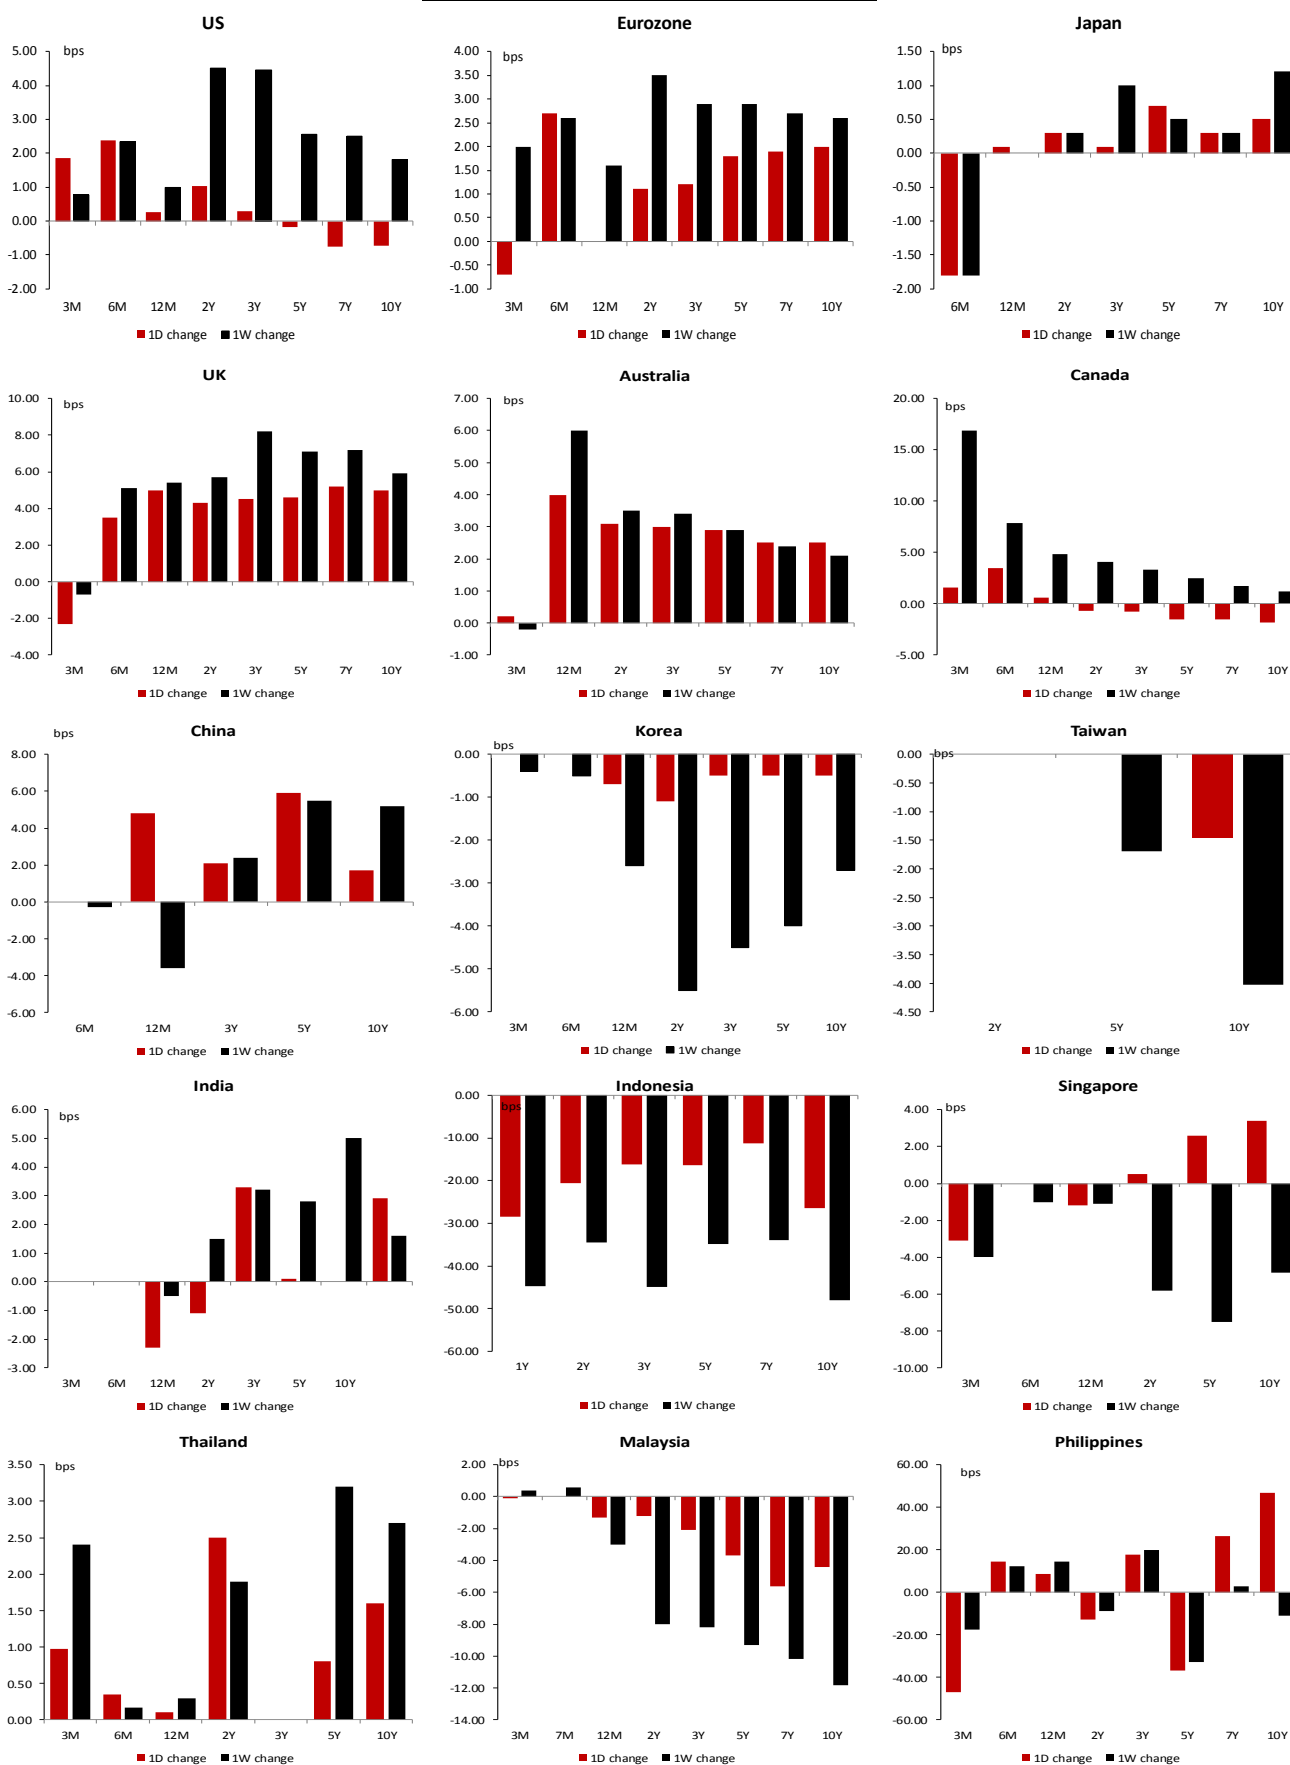 US
bps
5.00
4.00
3.00
2.00
1.00
0.00
-1.00
-2.00
3M 6M 12M 2Y 3Y 5Y 7Y 10Y
1D change 1W change
Eurozone
bps
4.00
3.50
3.00
2.50
2.00
1.50
1.00
0.50
0.00
-0.50
-1.00
3M 6M 12M 2Y 3Y 5Y 7Y 10Y
1D change 1W change
Japan
bps
1.50
1.00
0.50
0.00
-0.50
-1.00
-1.50
-2.00
6M 12M 2Y 3Y 5Y 7Y 10Y
1D change 1W change
UK
bps
10.00
8.00
6.00
4.00
2.00
0.00
-2.00
-4.00
3M 6M 12M 2Y 3Y 5Y 7Y 10Y
1D change 1W change
Australia
bps
7.00
6.00
5.00
4.00
3.00
2.00
1.00
0.00
-1.00
3M 12M 2Y 3Y 5Y 7Y 10Y
1D change 1W change
Canada
bps
20.00
15.00
10.00
5.00
0.00
-5.00
3M 6M 12M 2Y 3Y 5Y 7Y 10Y
1D change 1W change
China
bps
8.00
6.00
4.00
2.00
0.00
-2.00
-4.00
-6.00
6M 12M 3Y 5Y 10Y
1D change 1W change
Korea
bps
0.00
-1.00
-2.00
-3.00
-4.00
-5.00
-6.00
3M 6M 12M 2Y 3Y 5Y 10Y
1D change 1W change
Taiwan
bps
0.00
-0.50
-1.00
-1.50
-2.00
-2.50
-3.00
-3.50
-4.00
-4.50
2Y 5Y 10Y
1D change 1W change
India
bps
6.00
5.00
4.00
3.00
2.00
1.00
0.00
-1.00
-2.00
-3.00
3M 6M 12M 2Y 3Y 5Y 10Y
1D change 1W change
Indonesia
bps
0.00
-10.00
-20.00
-30.00
-40.00
-50.00
-60.00
1Y 2Y 3Y 5Y 7Y 10Y
1D change 1W change
Singapore
bps
4.00
2.00
0.00
-2.00
-4.00
-6.00
-8.00
-10.00
3M 6M 12M 2Y 5Y 10Y
1D change 1W change
Thailand
bps
3.50
3.00
2.50
2.00
1.50
1.00
0.50
0.00
3M 6M 12M 2Y 3Y 5Y 10Y
1D change 1W change
Malaysia
bps
2.00
0.00
-2.00
-4.00
-6.00
-8.00
-10.00
-12.00
-14.00
3M 7M 12M 2Y 3Y 5Y 7Y 10Y
1D change 1W change
Philippines
bps
60.00
40.00
20.00
0.00
-20.00
-40.00
-60.00
3M 6M 12M 2Y 3Y 5Y 7Y 10Y
1D change 1W change